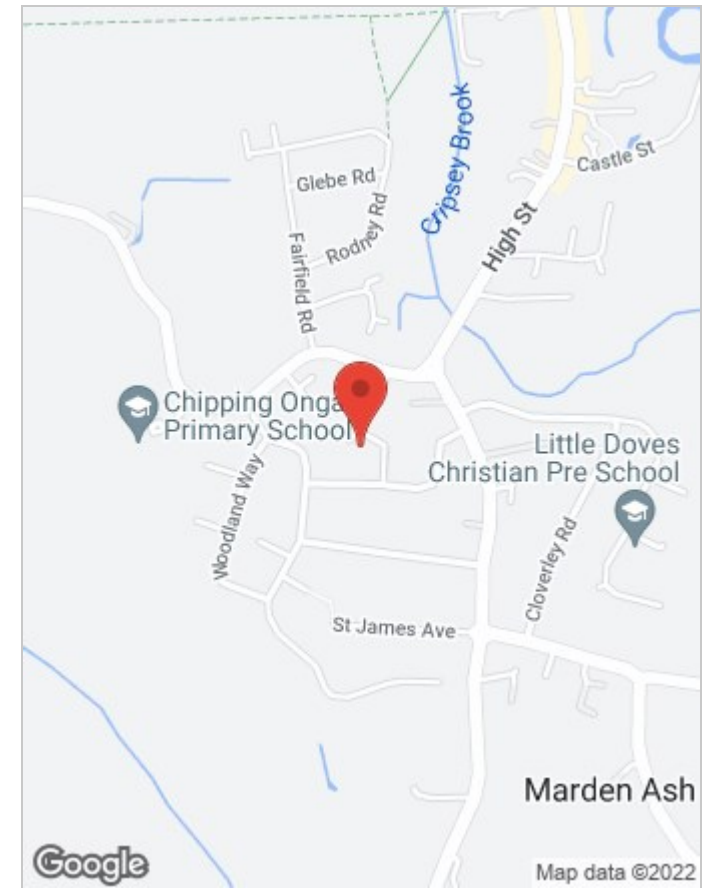 Cripsey Brook
Castle St
Glebe Rd
Rodney Rd
High St
Fairfield Rd
Chipping Onga
Primary School
Little Doves
Christian Pre School
Woodland Way
Cloverley Rd
St James Ave
Marden Ash
Google
Map data ©2022